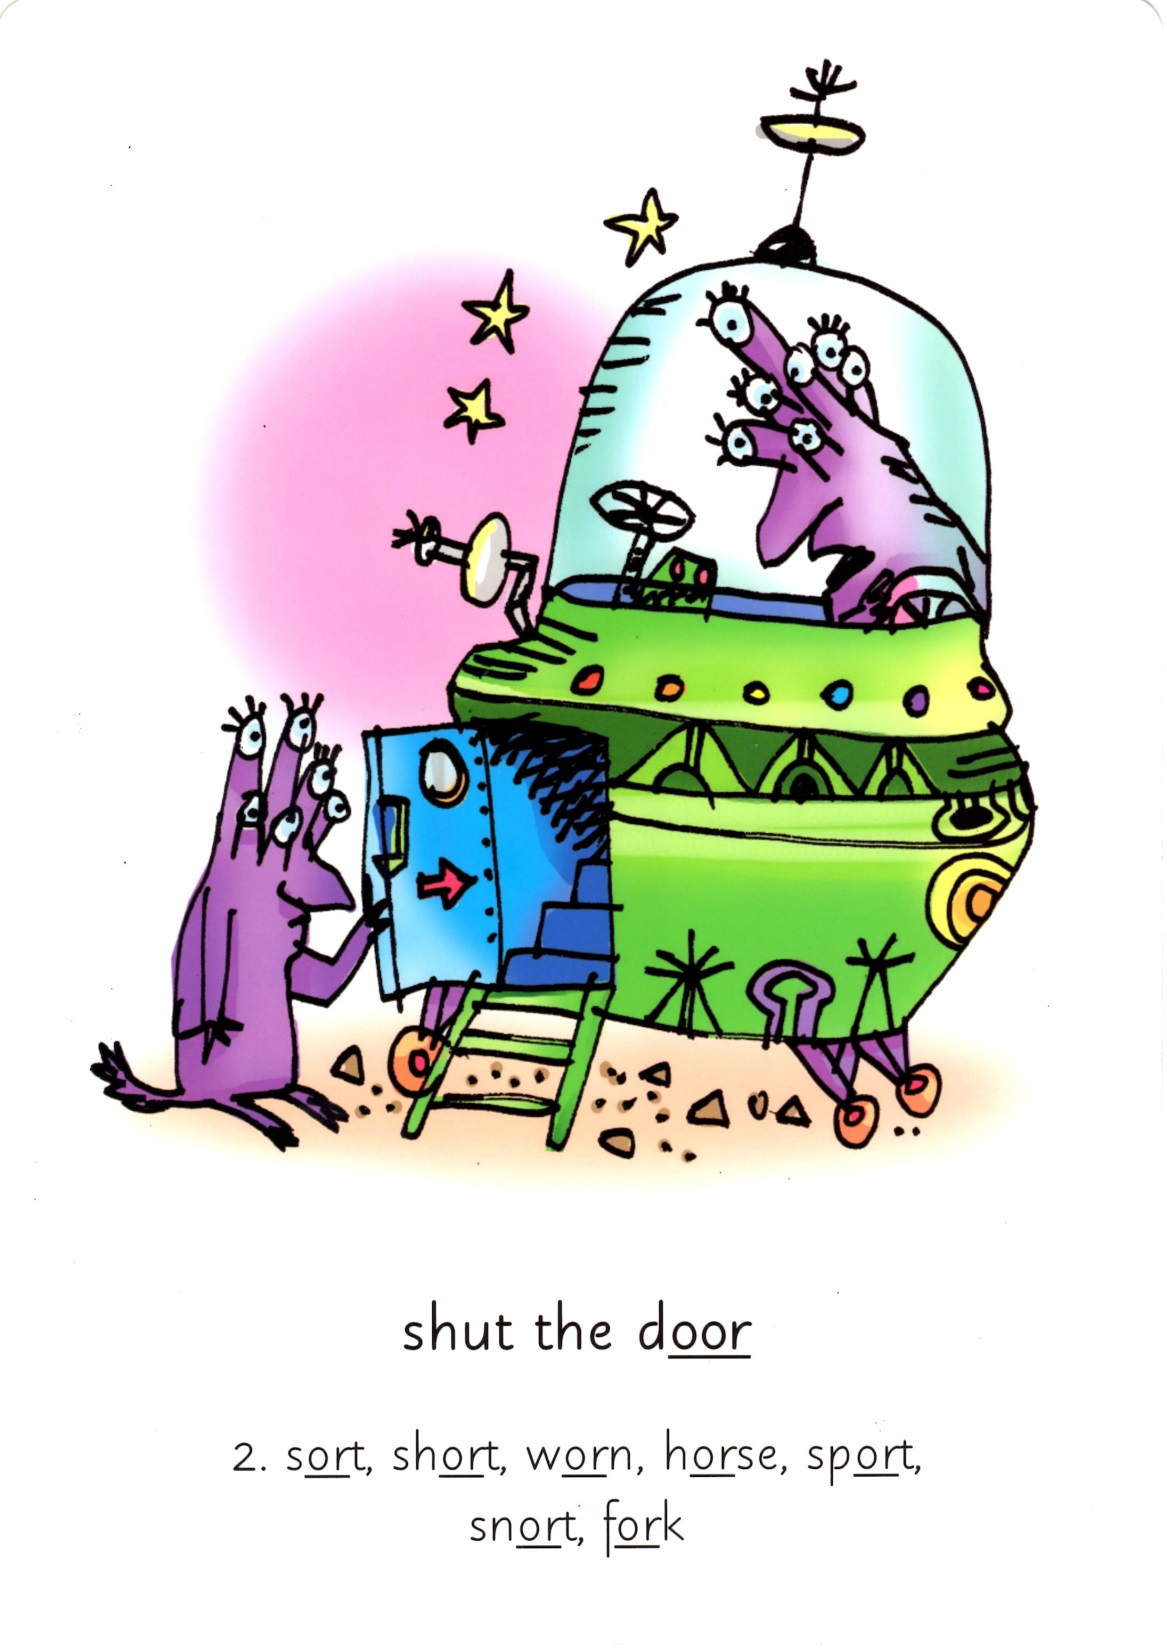 shut the door
2. sort, short, worn, horse, sport,
snort, fork